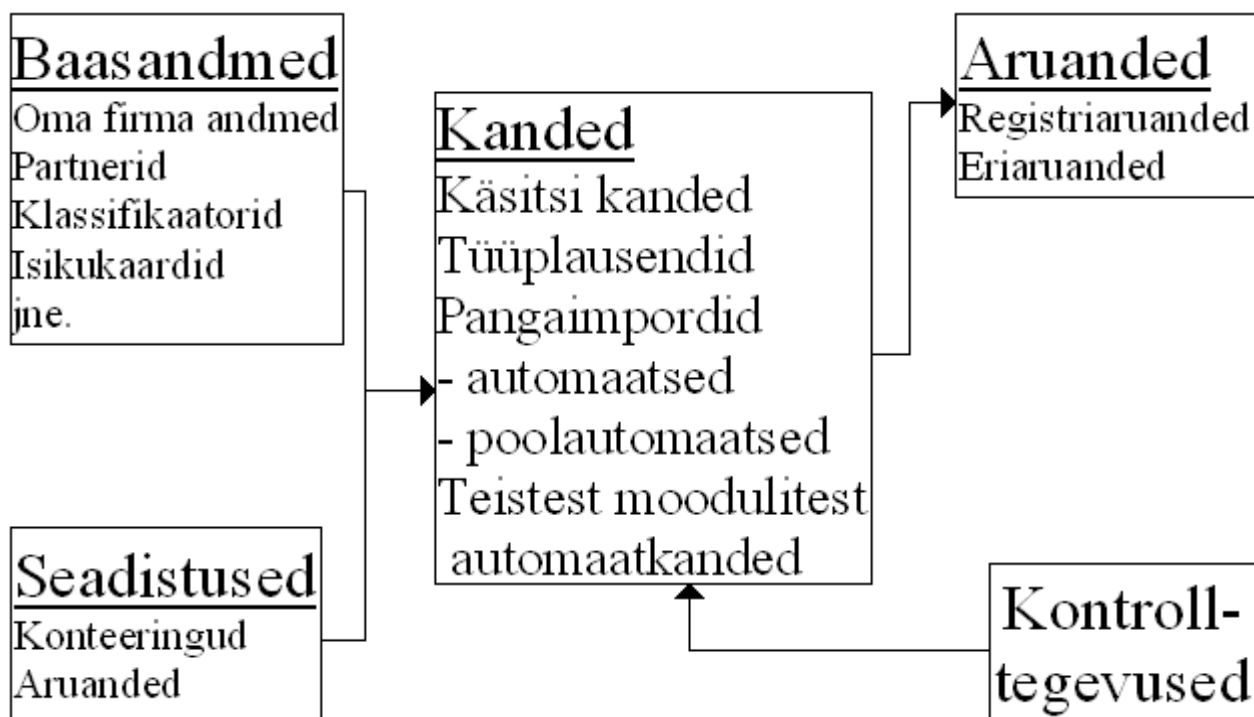 Baasandmed
Oma firma andmed
Partnerid
Klassifikaatorid
Isikukaardid
jne.
Seadistused
Konteeringud
Aruanded
Kanded
Käsitsi kanded
Tüüplausendid
Pangaimpordid
- automaatsed
- poolautomaatsed
Teistest moodulitest
automaatkanded
Aruanded
Registriaruanded
Eriaruanded
Kontroll-
tegevused